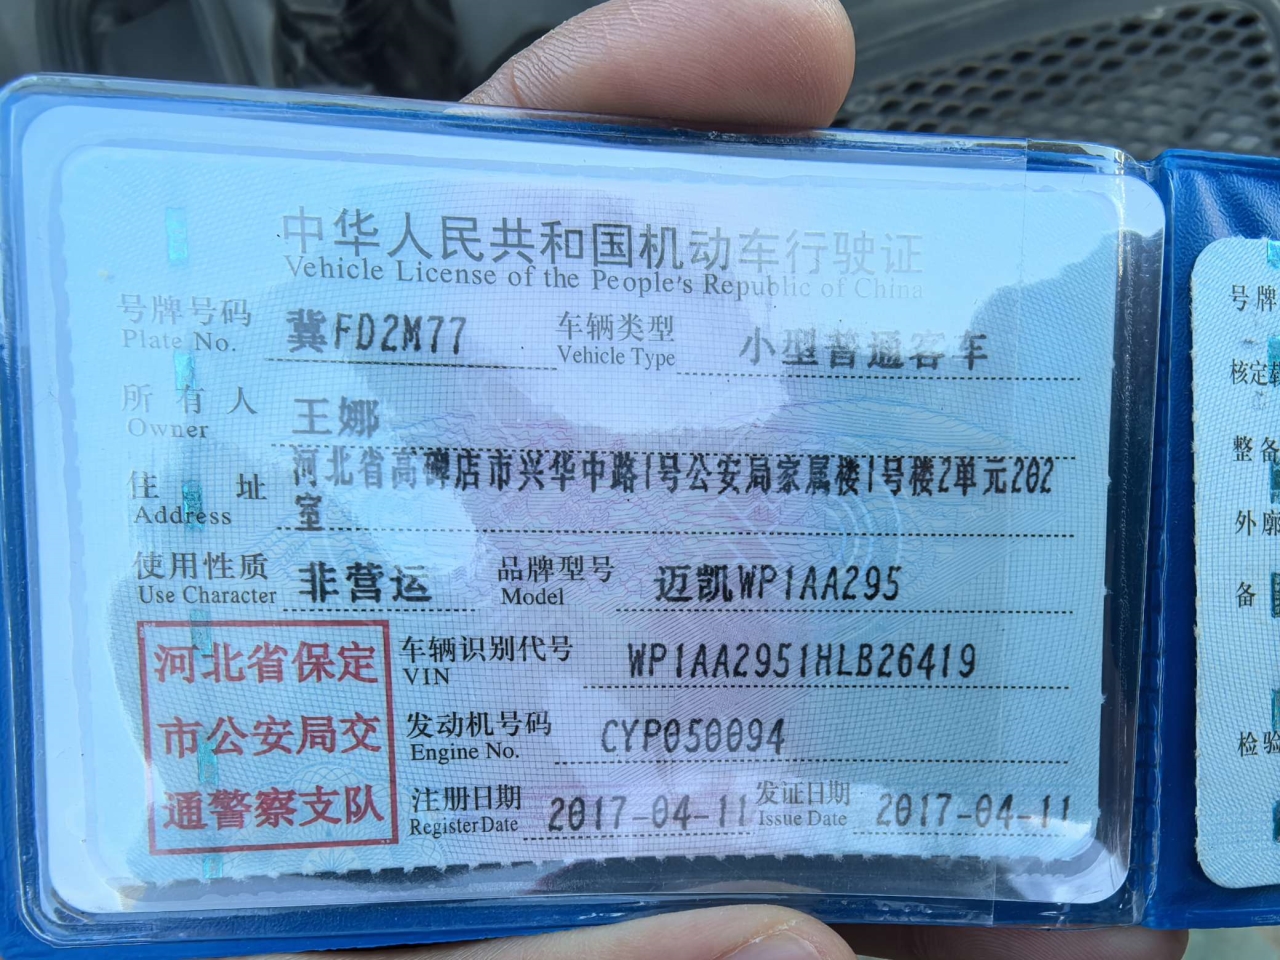 中华人民共和国机动车行驶证
Vehicle License of the People's Republic of China
号牌号码 冀FD2M77 车辆类型 小型普通客车
Plate No. Vehicle Type
所有人 王娜
Owner
住址 河北省高碑店市兴华中路1号公安局家属楼1号楼2单元202
Address 室
使用性质 非营运 品牌型号 迈凯WP1AA295
Use Character Model
河北省保定
市公安局交
通警察支队
车辆识别代号 WP1AA2951HLB26419
VIN
发动机号码 CYP050094
Engine No.
注册日期 2017-04-11 发证日期 2017-04-11
Register Date Issue Date
号牌
核定载
整备
外廓
备
检验